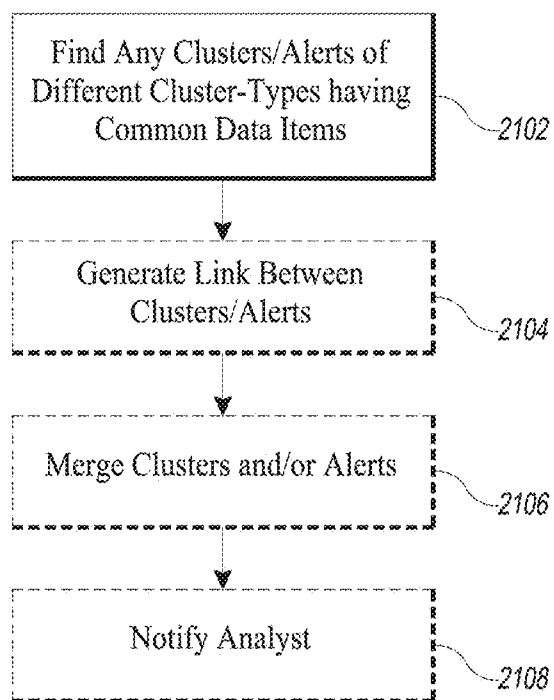 Find Any Clusters/Alerts of
Different Cluster-Types having
Common Data Items
2102
Generate Link Between
Clusters/Alerts
2104
Merge Clusters and/or Alerts
2106
Notify Analyst
2108